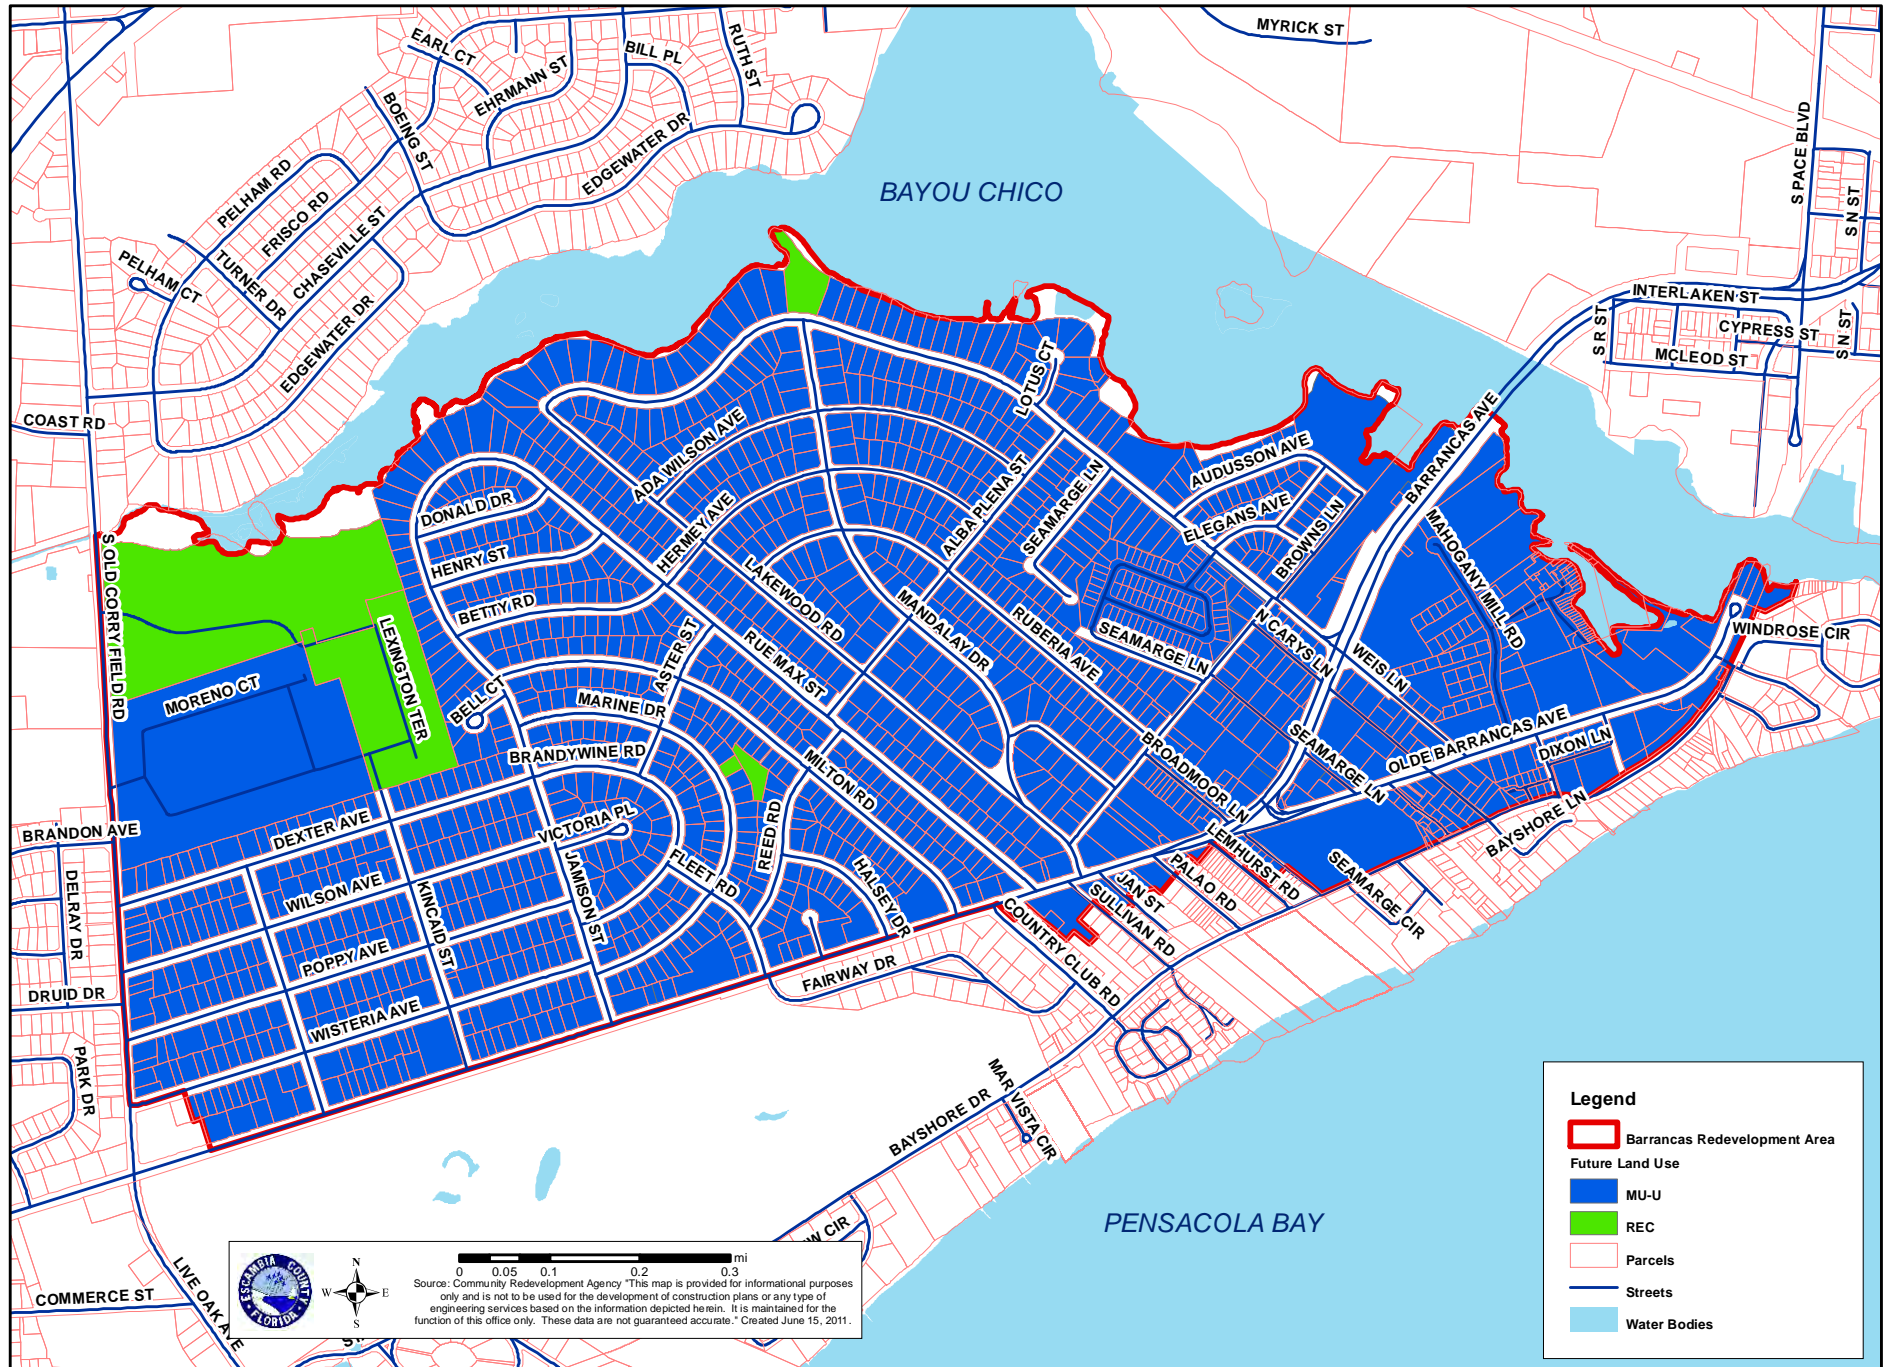 MYRICK ST
EARL CT
BILL PL
RUTH ST
EHRMANN ST
BOEING ST
EDGEWATER DR
S PACE BLVD
BAYOU CHICO
PELHAM RD
FRISCO RD
S N ST
CHASEVILLE ST
PELHAM CT
TURNER DR
EDGEWATER DR
INTERLAKEN ST
S R ST
CYPRESS ST
S N ST
MCLEOD ST
COAST RD
LOTUS CT
ADA WILSON AVE
BARRANCAS AVE
AUDUSSON AVE
DONALD DR
HERMEY AVE
ALBA PLENA ST
SEAMARGE LN
ELEGANS AVE
BROWNS LN
MAHOGANY MILL RD
HENRY ST
S OLD CORRY FIELD RD
BETTY RD
LAKEWOOD RD
MANDALAY DR
RUBERIA AVE
SEAMARGE LN
N CARYS LN
WEIS LN
WINDROSE CIR
LEXINGTON TER
ASTER ST
RUE MAX ST
MORENO CT
BELL CT
MARINE DR
BRANDYWINE RD
MILTON RD
BROADMOOR LN
SEAMARGE LN
OLDE BARRANCAS AVE
DIXON LN
BRANDON AVE
DEXTER AVE
VICTORIA PL
REED RD
LEMHURST RD
BAYSHORE LN
DELRAY DR
WILSON AVE
KINCAID ST
JAMISON ST
FLEET RD
HALSEY DR
PALAO RD
JAN ST
SULLIVAN RD
SEAMARGE CIR
POPPY AVE
COUNTRY CLUB RD
FAIRWAY DR
DRUID DR
WISTERIA AVE
PARK DR
MAR VISTA CIR
BAYSHORE DR
PENSACOLA BAY
W CIR
LIVE OAK AVE
COMMERCE ST
ESCAMBIA COUNTY
FLORIDA
N
W E
S
mi
0 0.05 0.1 0.2 0.3
Source: Community Redevelopment Agency "This map is provided for informational purposes
only and is not to be used for the development of construction plans or any type of
engineering services based on the information depicted herein. It is maintained for the
function of this office only. These data are not guaranteed accurate." Created June 15, 2011.
Legend
Barrancas Redevelopment Area
Future Land Use
MU-U
REC
Parcels
Streets
Water Bodies